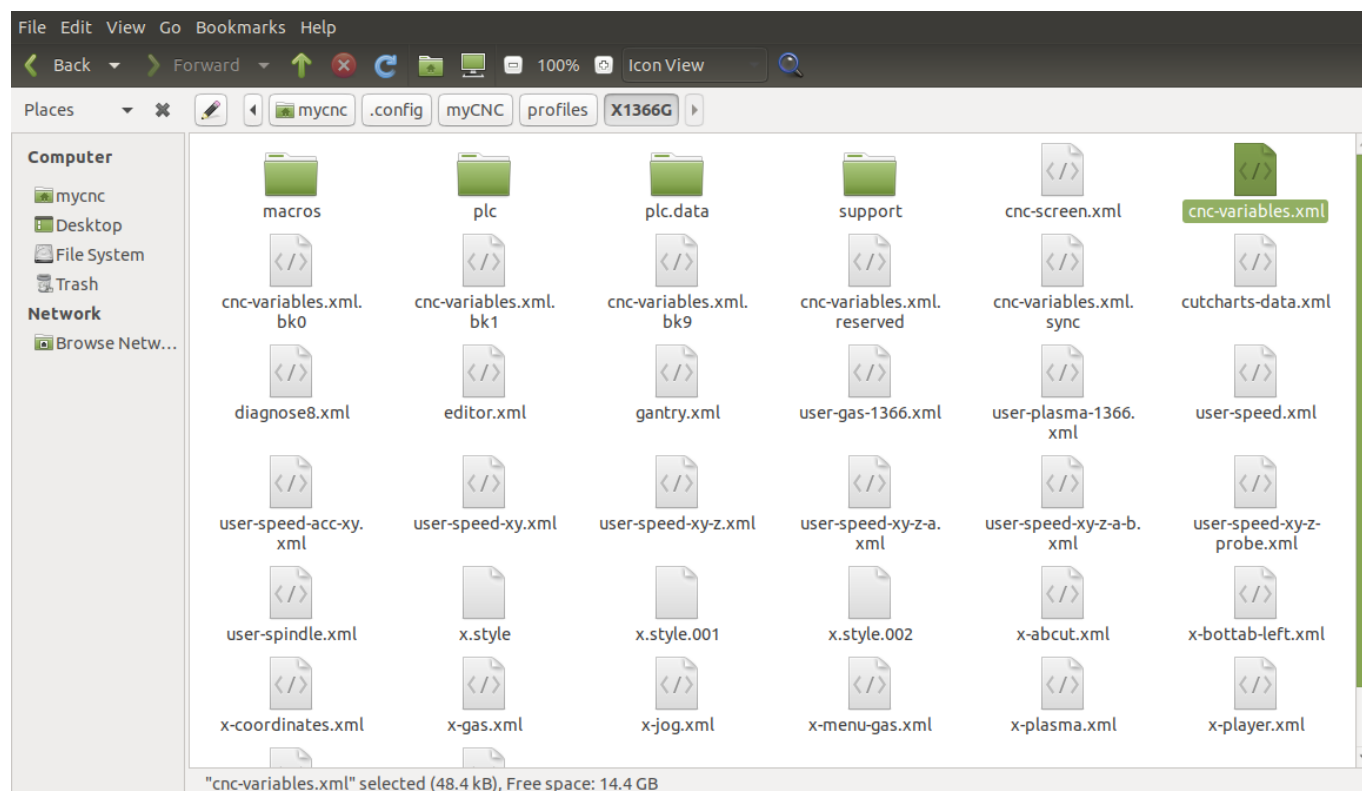 File Edit View Go Bookmarks Help
Back Forward 100% Icon View
Places mycnc .config myCNC profiles X1366G
Computer
mycnc
Desktop
File System
Trash
Network
Browse Netw...
macros plc plc.data support cnc-screen.xml cnc-variables.xml
cnc-variables.xml. cnc-variables.xml. cnc-variables.xml. cnc-variables.xml. cnc-variables.xml. cutcharts-data.xml
bk0 bk1 bk9 reserved sync
diagnose8.xml editor.xml gantry.xml user-gas-1366.xml user-plasma-1366. user-speed.xml
xml
user-speed-acc-xy. user-speed-xy.xml user-speed-xy-z.xml user-speed-xy-z-a. user-speed-xy-z-a-b. user-speed-xy-z-
xml xml xml probe.xml
user-spindle.xml x.style x.style.001 x.style.002 x-abcut.xml x-bottab-left.xml
x-coordinates.xml x-gas.xml x-jog.xml x-menu-gas.xml x-plasma.xml x-player.xml
"cnc-variables.xml" selected (48.4 kB), Free space: 14.4 GB